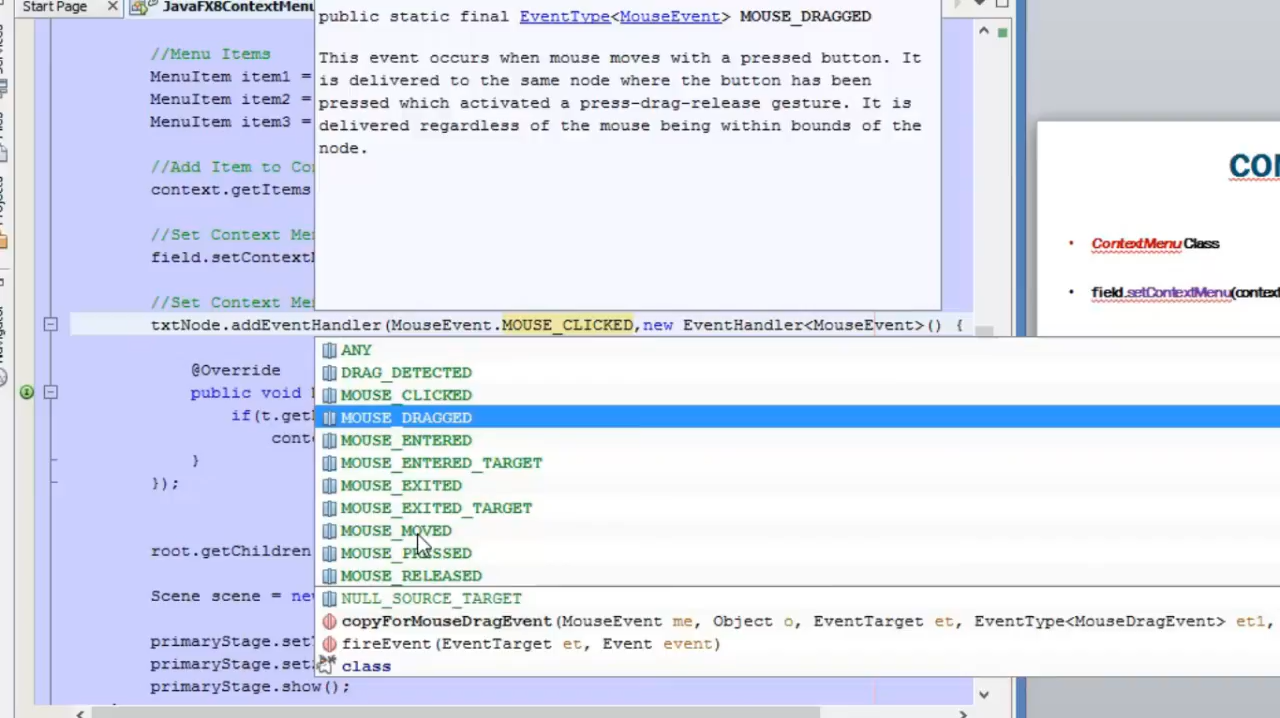 Start Page
JavaFX8ContextMenu
public static final EventType<MouseEvent> MOUSE_DRAGGED
This event occurs when mouse moves with a pressed button. It
is delivered to the same node where the button has been
pressed which activated a press-drag-release gesture. It is
delivered regardless of the mouse being within bounds of the
node.
//Menu Items
MenuItem item1 =
MenuItem item2 =
MenuItem item3 =
//Add Item to Co
context.getItems
//Set Context Me
field.setContext
//Set Context Me
txtNode.addEventHandler(MouseEvent.MOUSE_CLICKED,new EventHandler<MouseEvent>() {
@Override
public void
if(t.get
conte
}
});
root.getChildren
Scene scene = new
primaryStage.set
primaryStage.set
primaryStage.show();
ANY
DRAG_DETECTED
MOUSE_CLICKED
MOUSE_DRAGGED
MOUSE_ENTERED
MOUSE_ENTERED_TARGET
MOUSE_EXITED
MOUSE_EXITED_TARGET
MOUSE_MOVED
MOUSE_PRESSED
MOUSE_RELEASED
NULL_SOURCE_TARGET
copyForMouseDragEvent(MouseEvent me, Object o, EventTarget et, EventType<MouseDragEvent> et1,
fireEvent(EventTarget et, Event event)
class
CON
• ContextMenu Class
• field.setContextMenu(context
Projects
Navigator